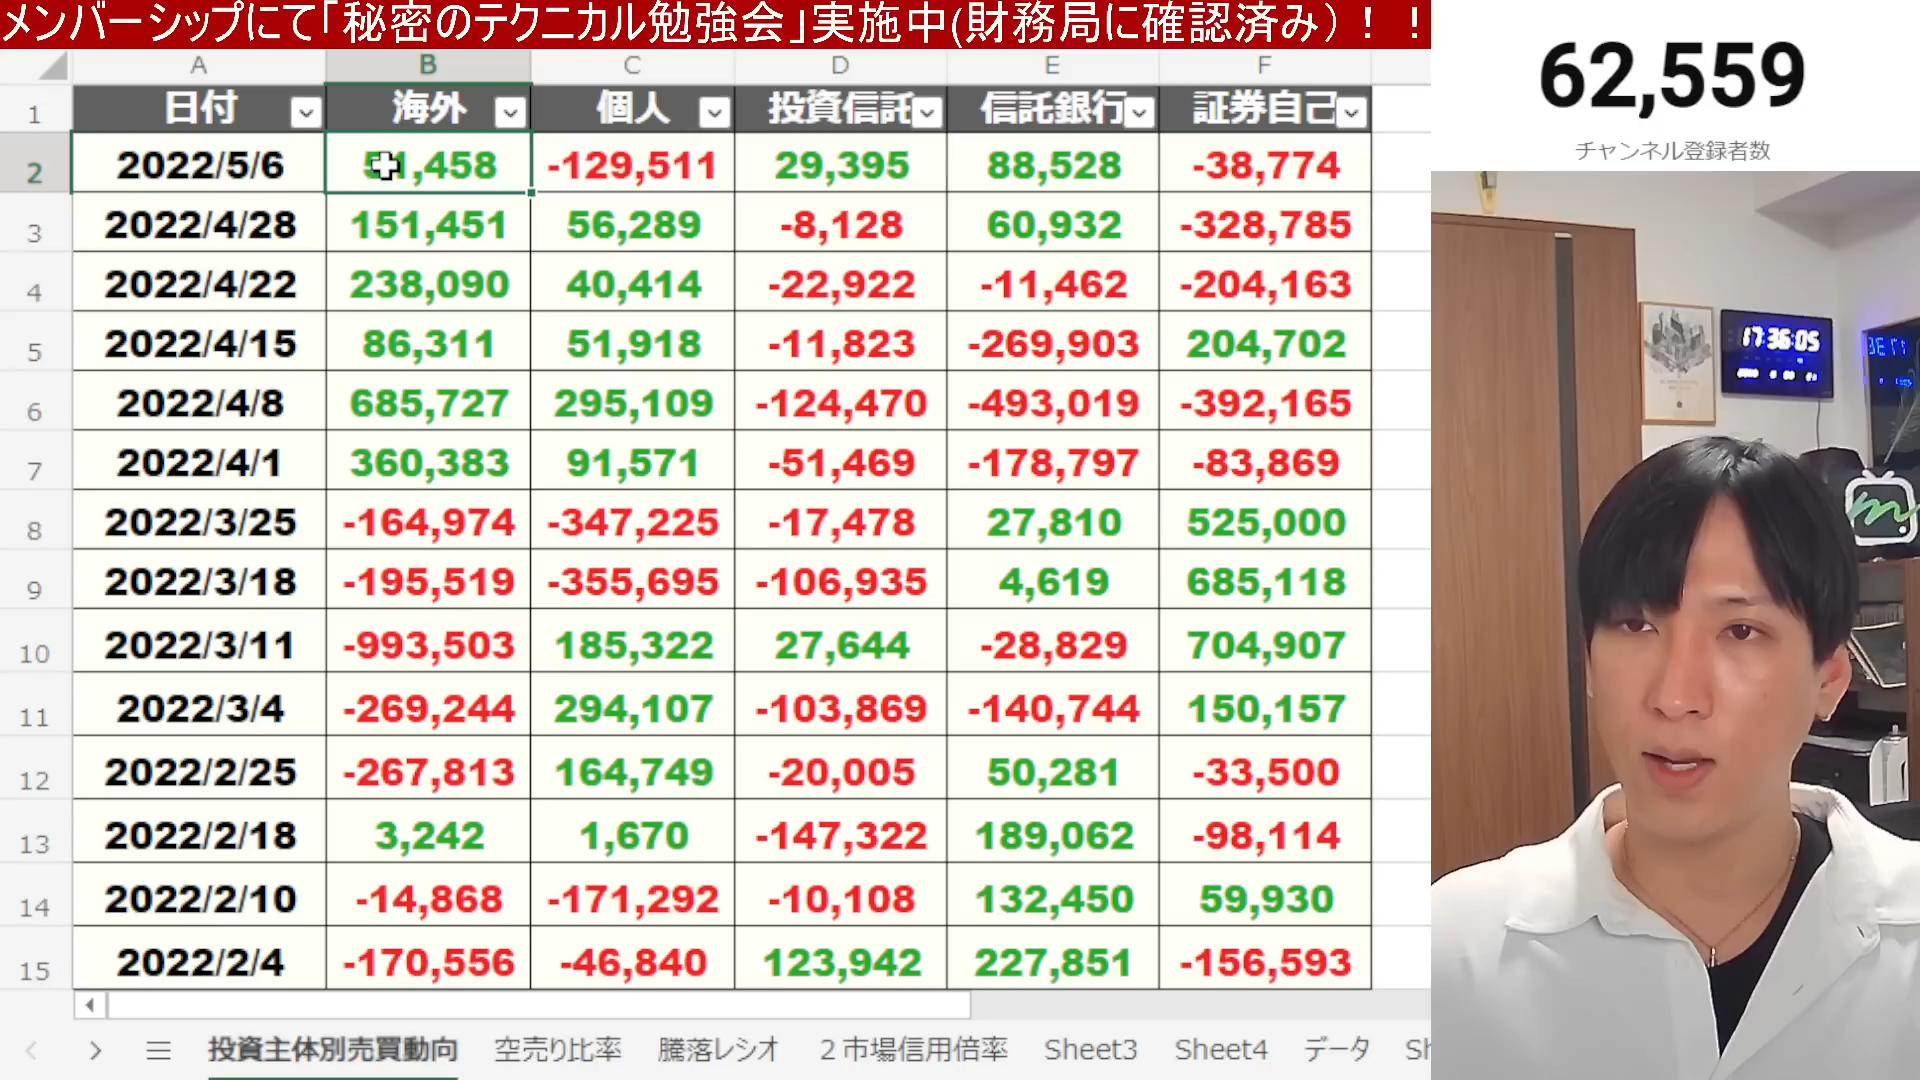 メンバーシップにて「秘密のテクニカル勉強会」実施中(財務局に確認済み）！！
62,559
チャンネル登録者数
A B C D E F
1 日付 海外 個人 投資信託 信託銀行 証券自己
2 2022/5/6 51,458 -129,511 29,395 88,528 -38,774
3 2022/4/28 151,451 56,289 -8,128 60,932 -328,785
4 2022/4/22 238,090 40,414 -22,922 -11,462 -204,163
5 2022/4/15 86,311 51,918 -11,823 -269,903 204,702
6 2022/4/8 685,727 295,109 -124,470 -493,019 -392,165
7 2022/4/1 360,383 91,571 -51,469 -178,797 -83,869
8 2022/3/25 -164,974 -347,225 -17,478 27,810 525,000
9 2022/3/18 -195,519 -355,695 -106,935 4,619 685,118
10 2022/3/11 -993,503 185,322 27,644 -28,829 704,907
11 2022/3/4 -269,244 294,107 -103,869 -140,744 150,157
12 2022/2/25 -267,813 164,749 -20,005 50,281 -33,500
13 2022/2/18 3,242 1,670 -147,322 189,062 -98,114
14 2022/2/10 -14,868 -171,292 -10,108 132,450 59,930
15 2022/2/4 -170,556 -46,840 123,942 227,851 -156,593
投資主体別売買動向 空売り比率 騰落レシオ ２市場信用倍率 Sheet3 Sheet4 データ Sh
17:36:05